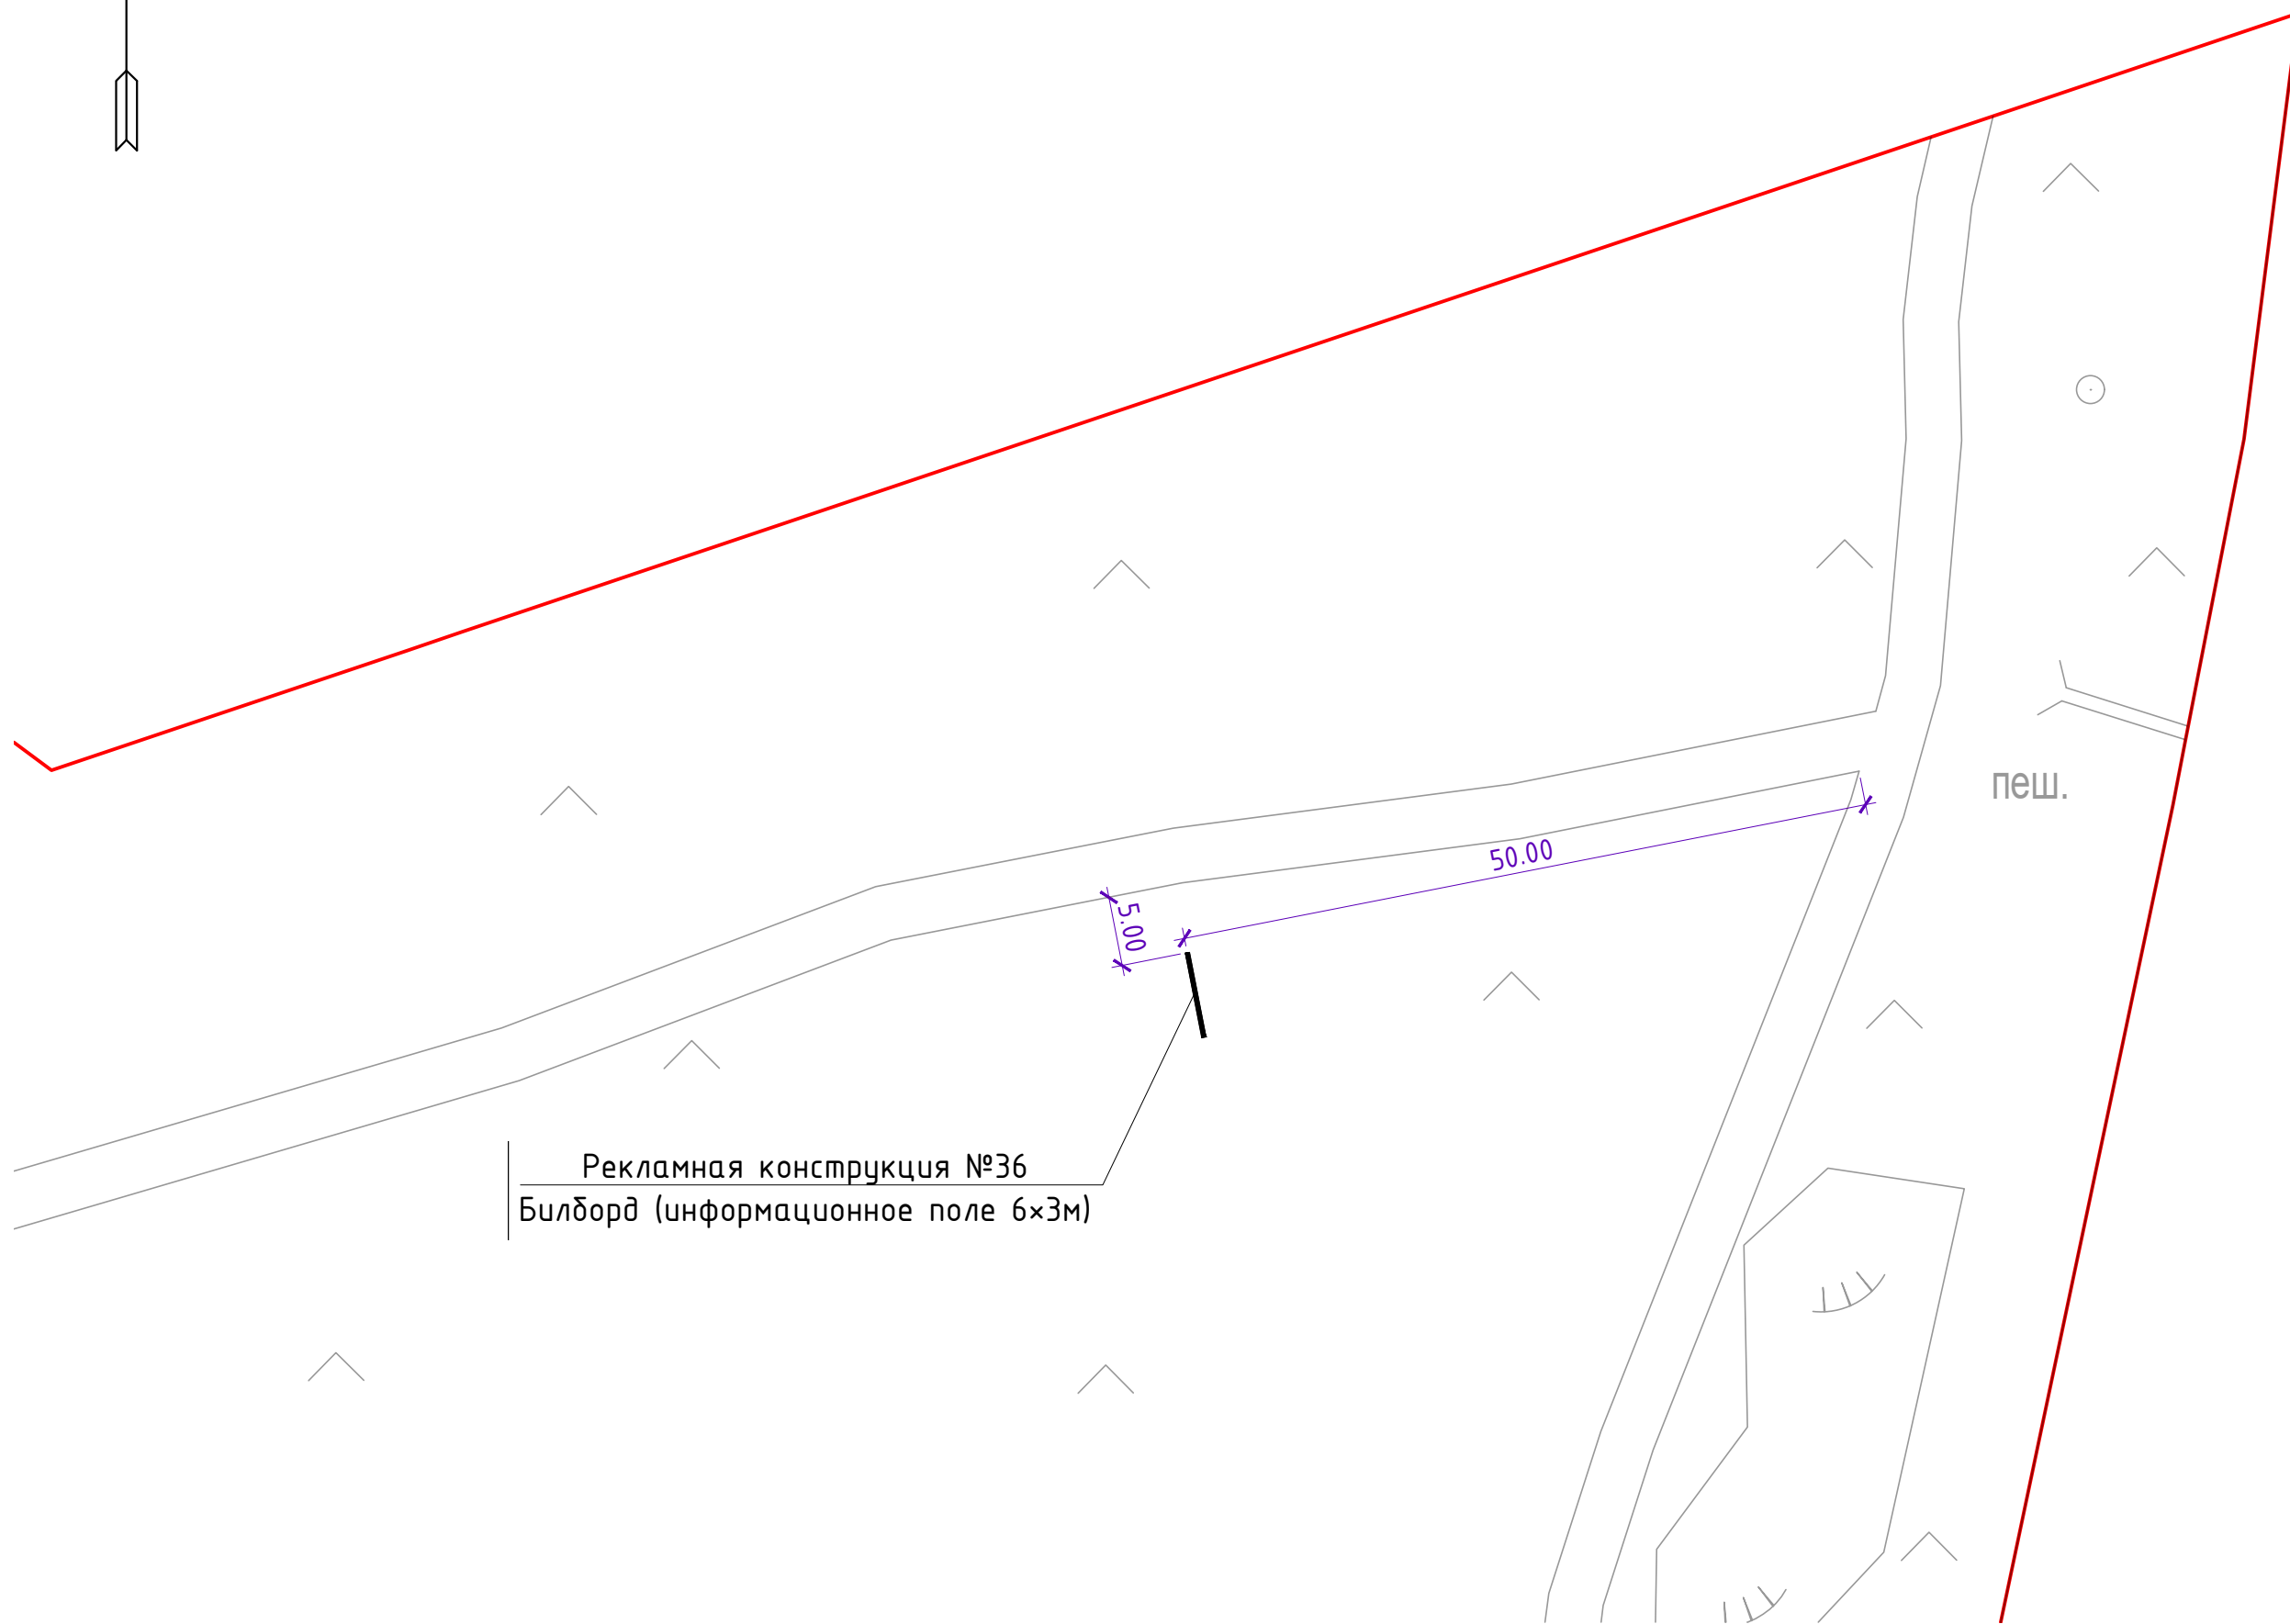 пеш.
50.00
5.00
Рекламная конструкция №36
Билборд (информационное поле 6×3м)